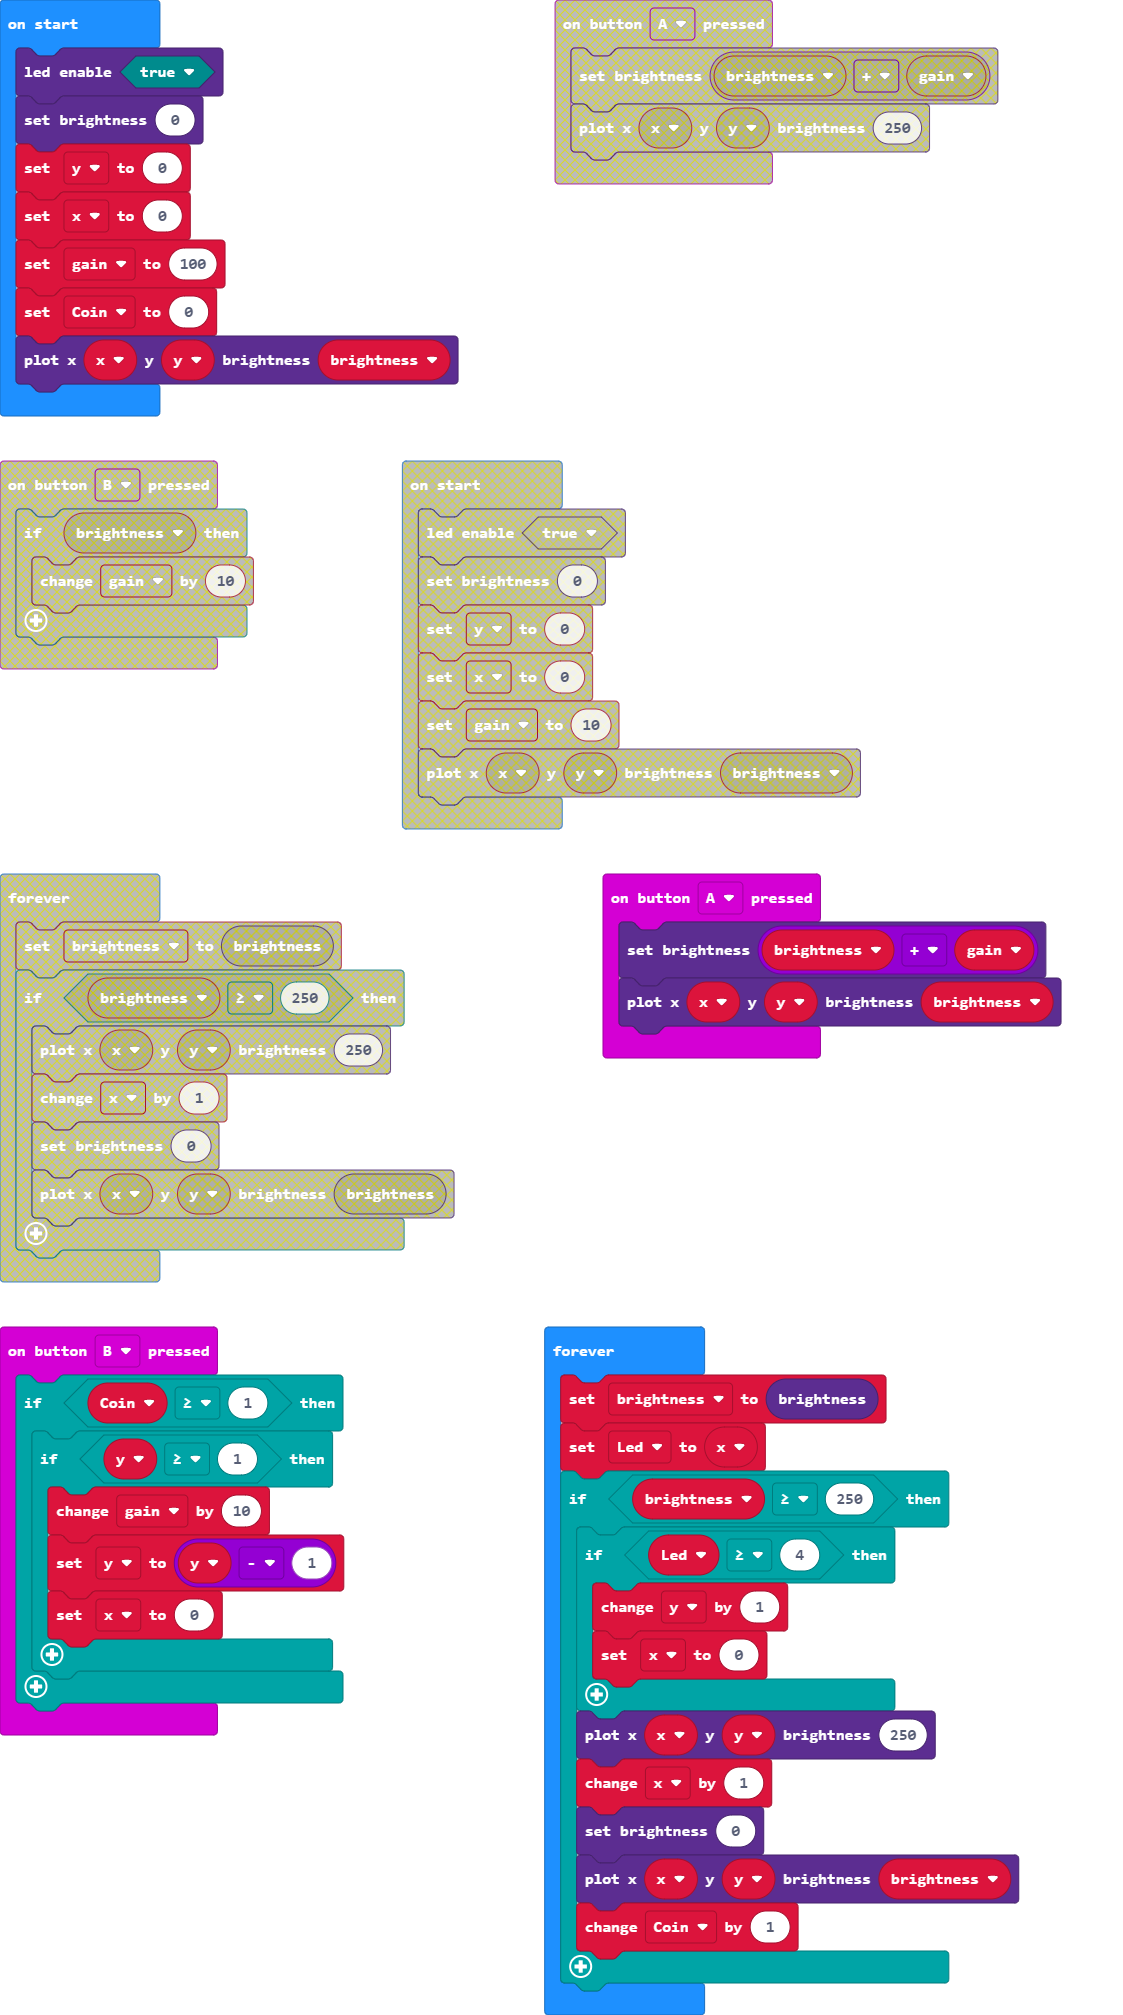 on start
led enable true
set brightness 0
set y to 0
set x to 0
set gain to 100
set Coin to 0
plot x x y y brightness brightness
on button A pressed
set brightness brightness + gain
plot x x y y brightness 250
on button B pressed
if brightness then
change gain by 10
on start
led enable true
set brightness 0
set y to 0
set x to 0
set gain to 10
plot x x y y brightness brightness
forever
set brightness to brightness
if brightness ≥ 250 then
plot x x y y brightness 250
change x by 1
set brightness 0
plot x x y y brightness brightness
on button A pressed
set brightness brightness + gain
plot x x y y brightness brightness
on button B pressed
if Coin ≥ 1 then
if y ≥ 1 then
change gain by 10
set y to y - 1
set x to 0
forever
set brightness to brightness
set Led to x
if brightness ≥ 250 then
if Led ≥ 4 then
change y by 1
set x to 0
plot x x y y brightness 250
change x by 1
set brightness 0
plot x x y y brightness brightness
change Coin by 1